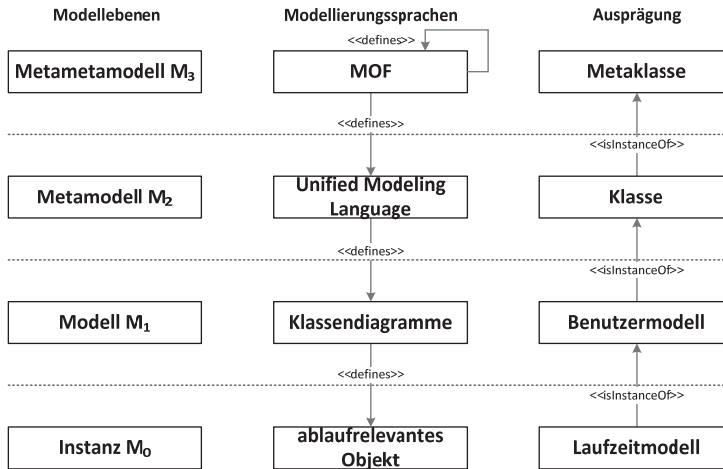 Modellebenen
Modellierungssprachen
Ausprägung
<<defines>>
Metametamodell M₃
MOF
Metaklasse
<<defines>>
<<isInstanceOf>>
Metamodell M₂
Unified Modeling
Language
Klasse
<<defines>>
<<isInstanceOf>>
Modell M₁
Klassendiagramme
Benutzermodell
<<defines>>
<<isInstanceOf>>
Instanz M₀
ablaufrelevantes
Objekt
Laufzeitmodell